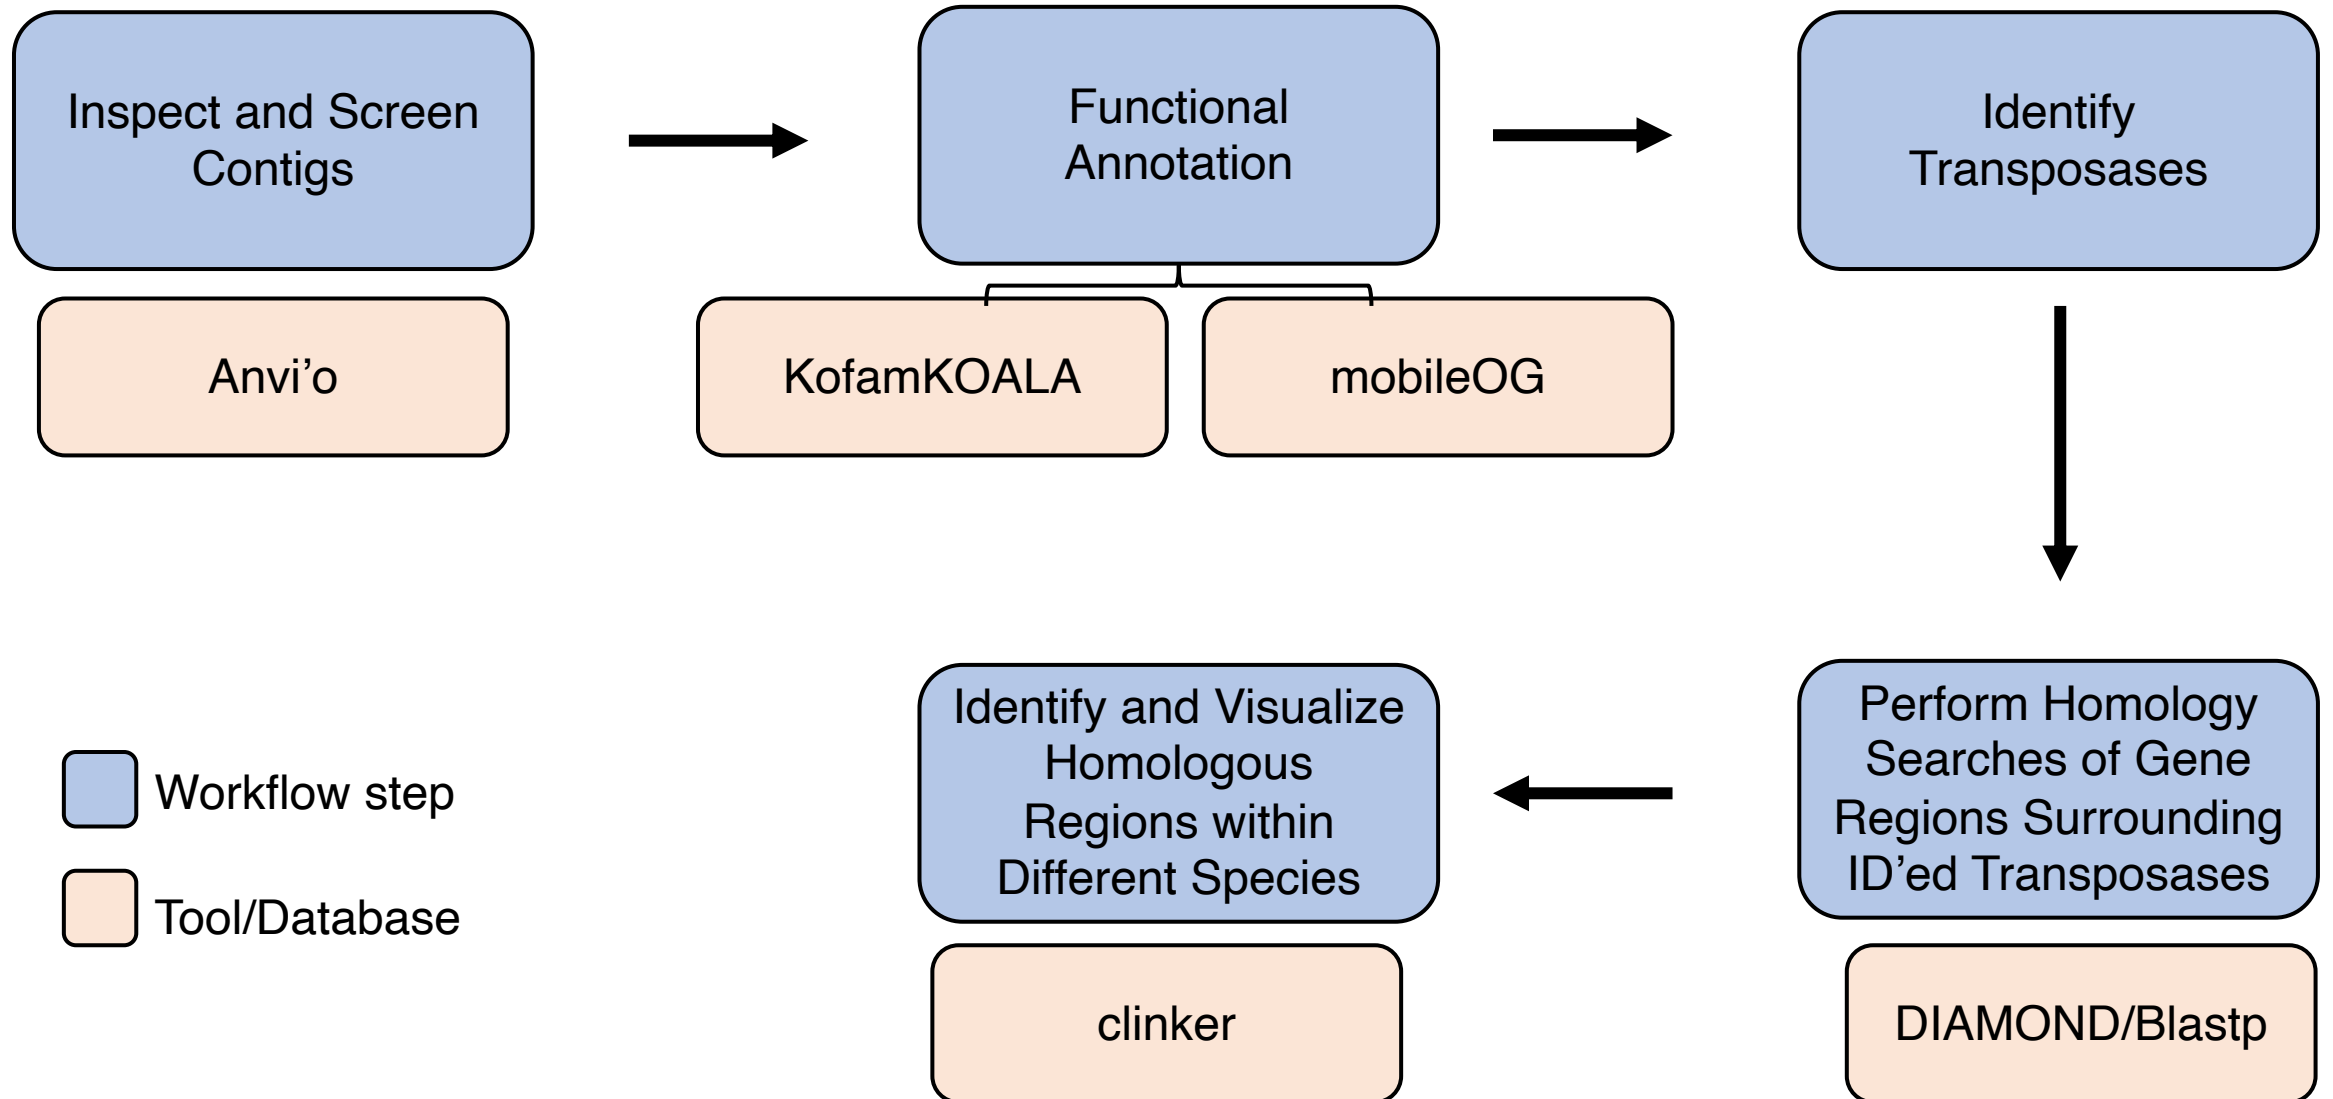 Inspect and Screen
Contigs
Functional
Annotation
Identify
Transposases
Anvi’o
KofamKOALA
mobileOG
Perform Homology
Searches of Gene
Regions Surrounding
ID’ed Transposases
Identify and Visualize
Homologous
Regions within
Different Species
DIAMOND/Blastp
clinker
Workflow step
Tool/Database